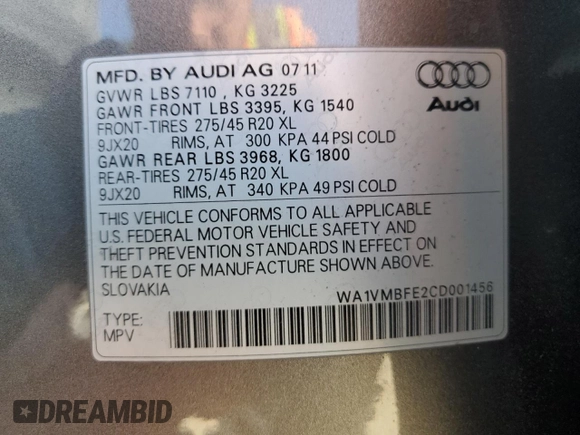 MFD. BY AUDI AG 07 11
GVWR LBS 7110 , KG 3225
GAWR FRONT LBS 3395, KG 1540
FRONT-TIRES 275/45 R20 XL
9JX20 RIMS, AT 300 KPA 44 PSI COLD
GAWR REAR LBS 3968, KG 1800
REAR-TIRES 275/45 R20 XL
9JX20 RIMS, AT 340 KPA 49 PSI COLD
Audi
THIS VEHICLE CONFORMS TO ALL APPLICABLE
U.S. FEDERAL MOTOR VEHICLE SAFETY AND
THEFT PREVENTION STANDARDS IN EFFECT ON
THE DATE OF MANUFACTURE SHOWN ABOVE.
SLOVAKIA
WA1VMBFE2CD001456
TYPE:
MPV
DREAMBID